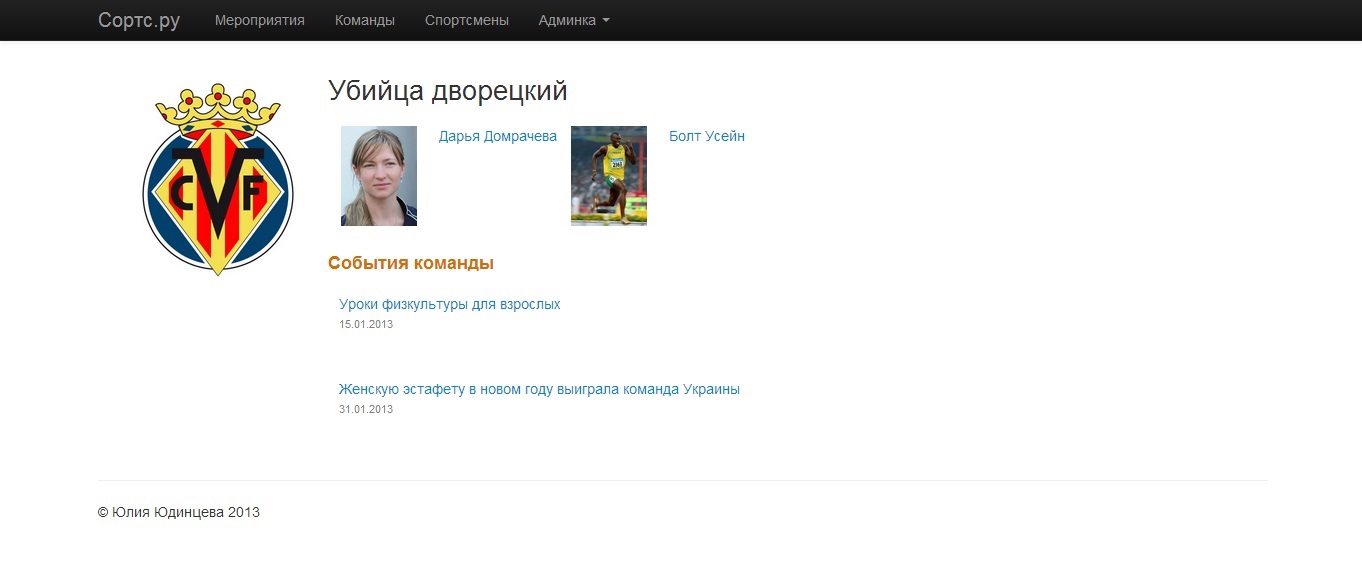 Сортс.ру Мероприятия Команды Спортсмены Админка
Убийца дворецкий
Дарья Домрачева Болт Усейн
CVF
События команды
Уроки физкультуры для взрослых
15.01.2013
Женскую эстафету в новом году выиграла команда Украины
31.01.2013
© Юлия Юдинцева 2013